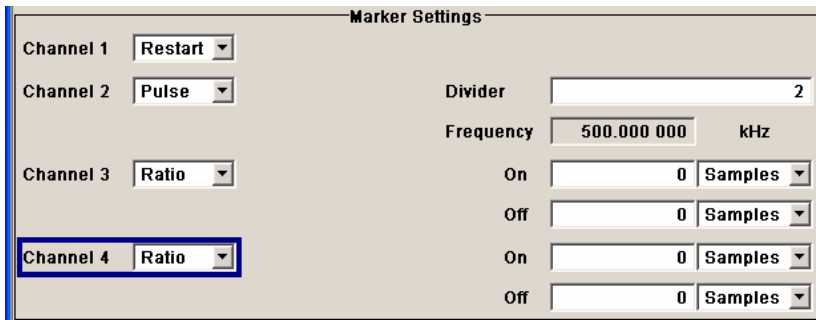 Marker Settings
Channel 1 Restart
Channel 2 Pulse Divider 2
Frequency 500.000 000 kHz
Channel 3 Ratio On 0 Samples
Off 0 Samples
Channel 4 Ratio On 0 Samples
Off 0 Samples